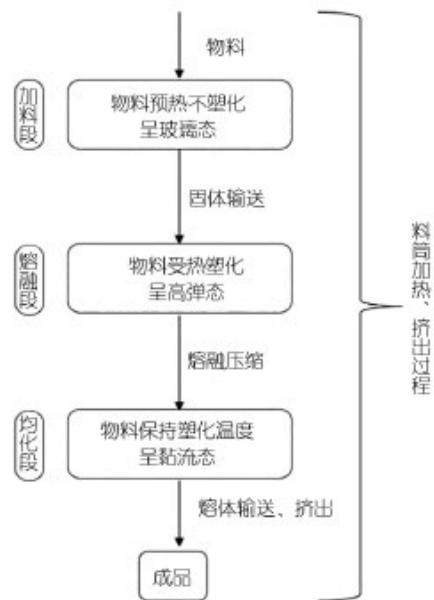 物料
加料段
物料预热不塑化
呈玻璃态
固体输送
熔融段
物料受热塑化
呈高弹态
熔融压缩
均化段
物料保持塑化温度
呈黏流态
熔体输送、挤出
成品
料筒加热、挤出过程